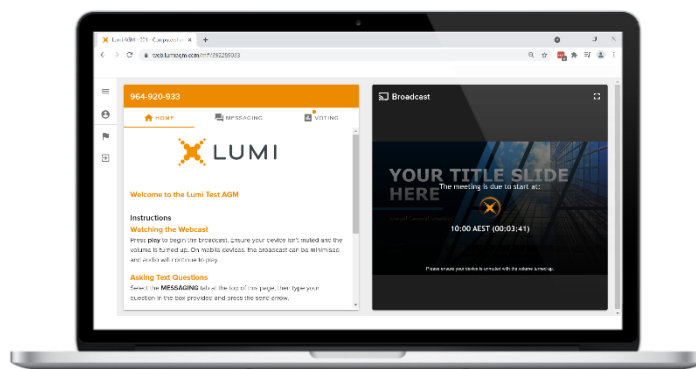 964-920-933
HOME
MESSAGING
VOTING
LUMI
Welcome to the Lumi Test AGM
Instructions
Watching the Webcast
Press play to begin the broadcast. Ensure your device isn't muted and the
volume is turned up. On mobile devices, the broadcast can be minimised
and audio will continue to play.
Asking Text Questions
Select the MESSAGING tab at the top of this page, then type your
question in the box provided and press the send arrow.
Broadcast
YOUR TITLE SLIDE
HERE
The meeting is due to start at:
Annual General Meeting
10:00 AEST (00:03:41)
Please ensure your device is unmuted with the volume turned up.